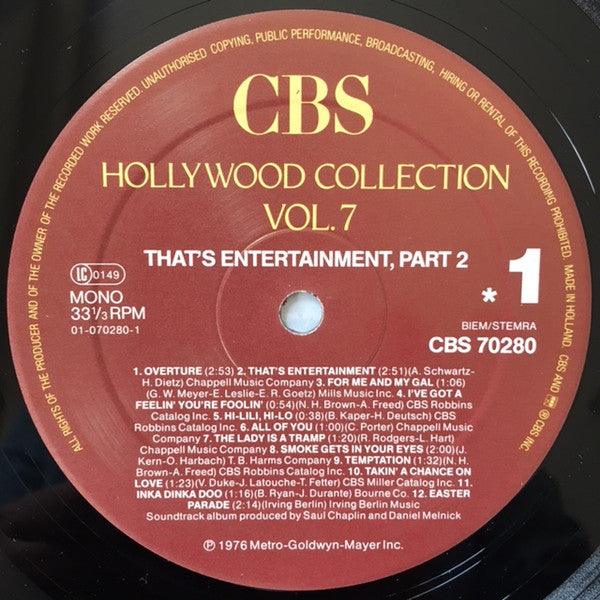 ALL RIGHTS OF THE PRODUCER AND OF THE OWNER OF THE RECORDED WORK RESERVED. UNAUTHORISED COPYING, PUBLIC PERFORMANCE, BROADCASTING, HIRING OR RENTAL OF THIS RECORDING PROHIBITED. MADE IN HOLLAND. CBS AND ® CBS INC.
CBS
HOLLYWOOD COLLECTION
VOL. 7
THAT'S ENTERTAINMENT, PART 2
LC 0149
MONO
33 1/3 RPM
01-070280-1
* 1
BIEM/STEMRA
CBS 70280
1. OVERTURE (2:53) 2. THAT'S ENTERTAINMENT (2:51)(A. Schwartz-
H. Dietz) Chappell Music Company 3. FOR ME AND MY GAL (1:06)
(G. W. Meyer-E. Leslie-E. R. Goetz) Mills Music Inc. 4. I'VE GOT A
FEELIN' YOU'RE FOOLIN' (0:54)(N. H. Brown-A. Freed) CBS Robbins
Catalog Inc. 5. HI-LILI, HI-LO (0:38)(B. Kaper-H. Deutsch) CBS
Robbins Catalog Inc. 6. ALL OF YOU (1:00)(C. Porter) Chappell Music
Company 7. THE LADY IS A TRAMP (1:20)(R. Rodgers-L. Hart)
Chappell Music Company 8. SMOKE GETS IN YOUR EYES (2:00)(J.
Kern-O. Harbach) T. B. Harms Company 9. TEMPTATION (1:32)(N. H.
Brown-A. Freed) CBS Robbins Catalog Inc. 10. TAKIN' A CHANCE ON
LOVE (1:23)(V. Duke-J. Latouche-T. Fetter) CBS Miller Catalog Inc. 11.
INKA DINKA DOO (1:16)(B. Ryan-J. Durante) Bourne Co. 12. EASTER
PARADE (2:14)(Irving Berlin) Irving Berlin Music
Soundtrack album produced by Saul Chaplin and Daniel Melnick
℗ 1976 Metro-Goldwyn-Mayer Inc.